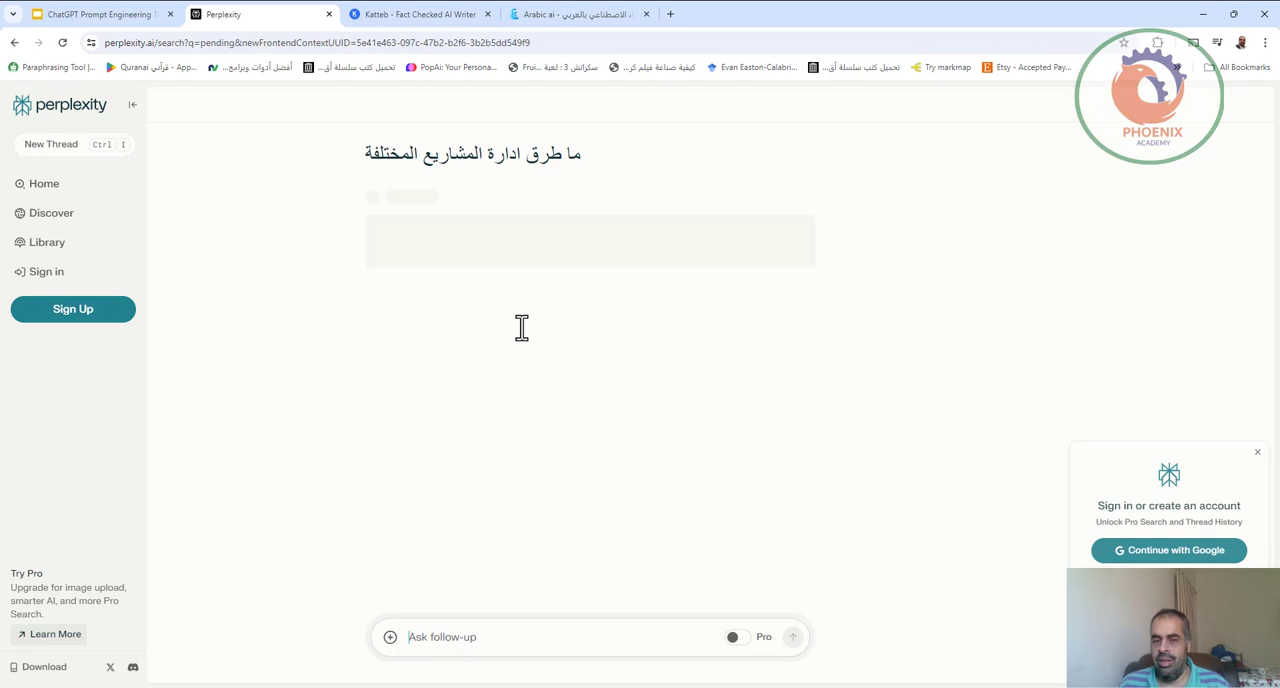 ChatGPT Prompt Engineering
Perplexity
Katteb - Fact Checked AI Writer
Arabic ai - اء الاصطناعي بالعربي
perplexity.ai/search?q=pending&newFrontendContextUUID=5e41e463-097c-47b2-b2f6-3b2b5dd549f9
Paraphrasing Tool |...
Quranai - قرآني - App...
أفضل أدوات وبرامج...
تحميل كتب سلسلة أق...
PopAi: Your Persona...
سكراتش 3 : لعبة Frui...
كيفية صناعة فيلم كر...
Evan Easton-Calabri...
تحميل كتب سلسلة أق...
Try markmap
Etsy - Accepted Pay...
All Bookmarks
PHOENIX
ACADEMY
perplexity
New Thread Ctrl I
Home
Discover
Library
Sign in
Sign Up
ما طرق ادارة المشاريع المختلفة
Sign in or create an account
Unlock Pro Search and Thread History
Continue with Google
Try Pro
Upgrade for image upload,
smarter AI, and more Pro
Search.
Learn More
Download
Ask follow-up
Pro